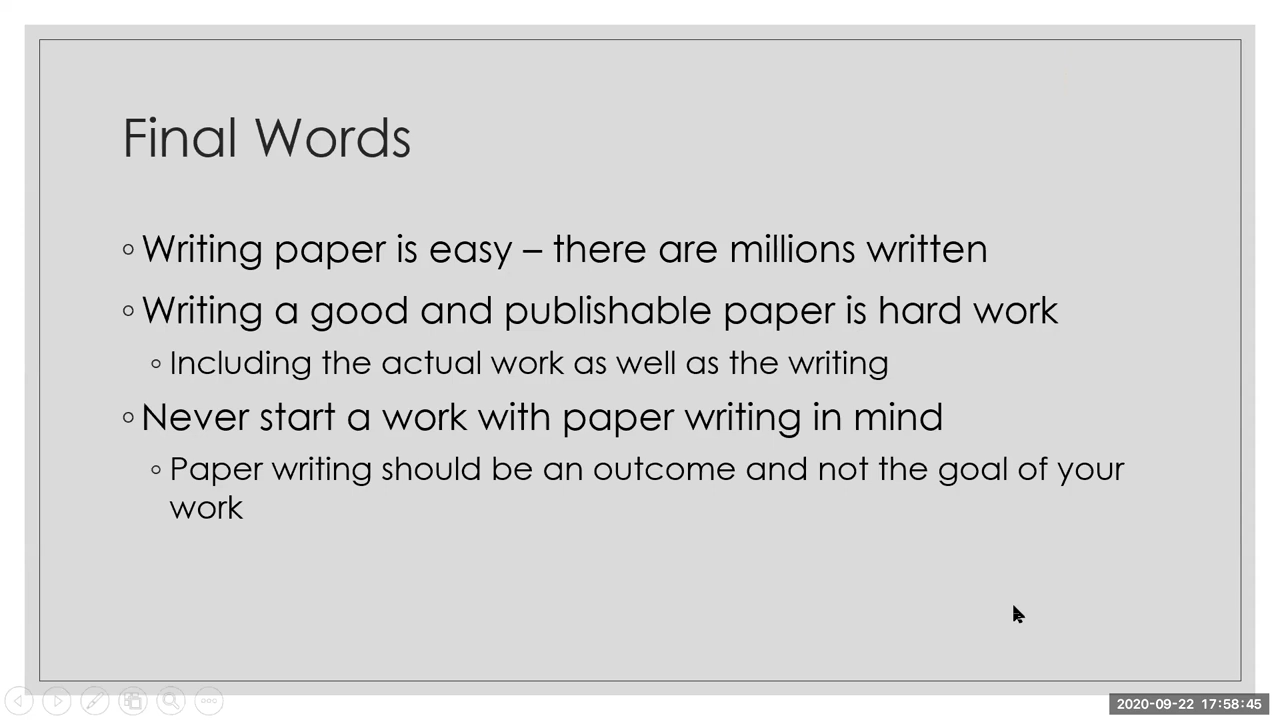 Final Words
◦ Writing paper is easy – there are millions written
◦ Writing a good and publishable paper is hard work
◦ Including the actual work as well as the writing
◦ Never start a work with paper writing in mind
◦ Paper writing should be an outcome and not the goal of your
work
2020-09-22 17:58:45